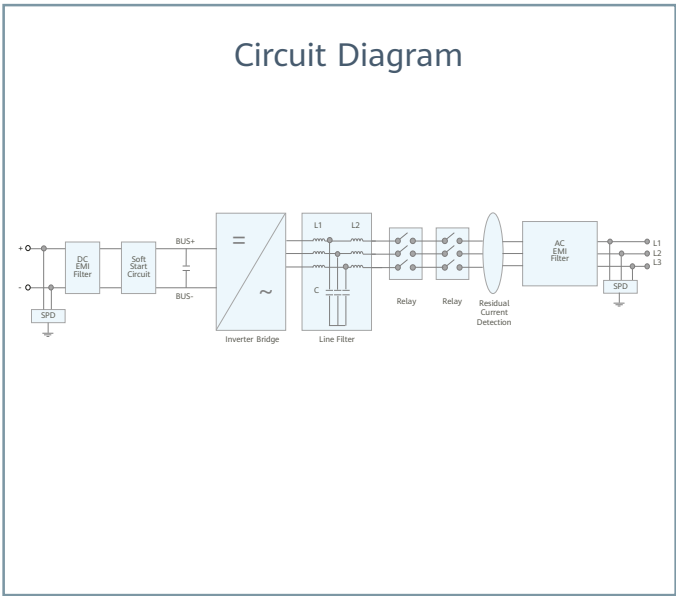 Circuit Diagram
+
-
DC
EMI
Filter
Soft
Start
Circuit
BUS+
BUS-
SPD
=
~
Inverter Bridge
L1 L2
C
Line Filter
Relay
Relay
Residual
Current
Detection
AC
EMI
Filter
L1
L2
L3
SPD